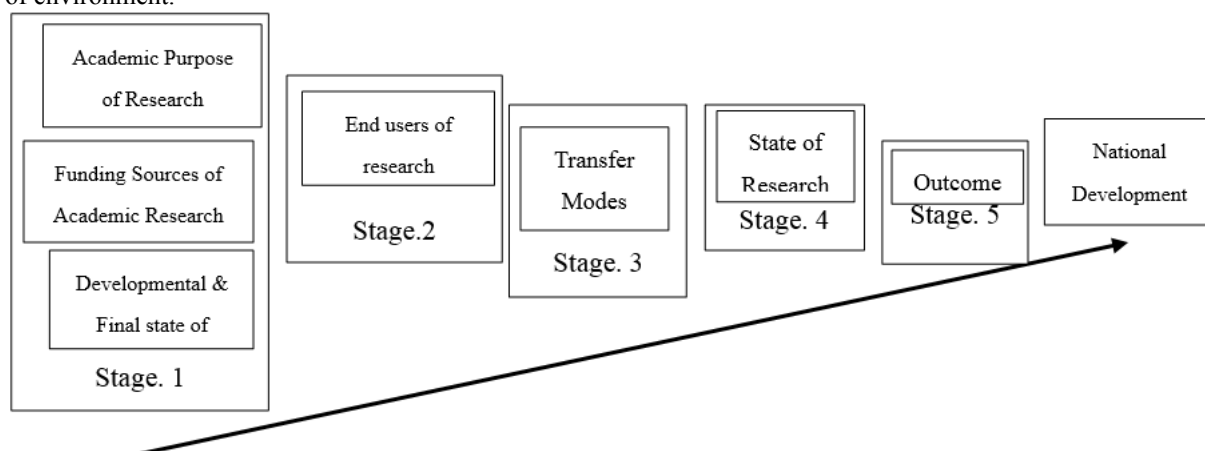 of environment.
Academic Purpose
of Research
Funding Sources of
Academic Research
Developmental &
Final state of
Stage. 1
End users of
research
Stage.2
Transfer
Modes
Stage. 3
State of
Research
Stage. 4
Outcome
Stage. 5
National
Development